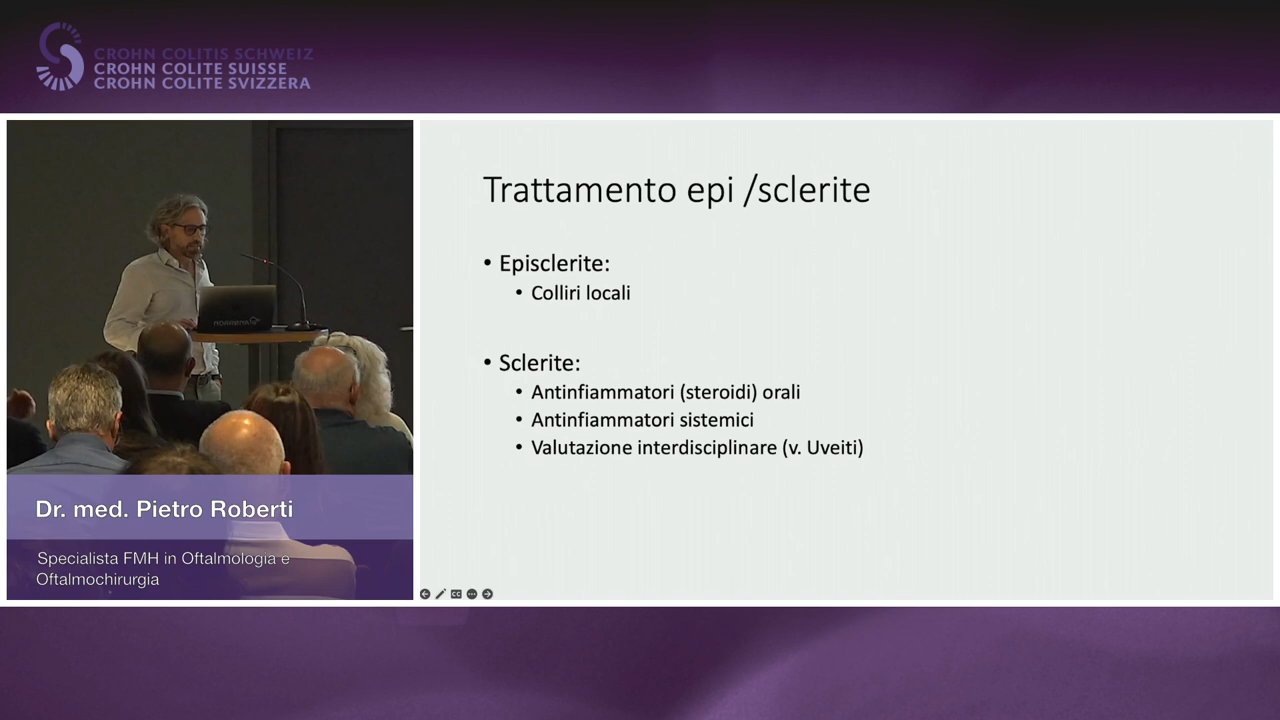 CROHN COLITIS SCHWEIZ
CROHN COLITE SUISSE
CROHN COLITE SVIZZERA
Trattamento epi /sclerite
• Episclerite:
• Colliri locali
• Sclerite:
• Antinfiammatori (steroidi) orali
• Antinfiammatori sistemici
• Valutazione interdisciplinare (v. Uveiti)
Dr. med. Pietro Roberti
Specialista FMH in Oftalmologia e
Oftalmochirurgia
CC